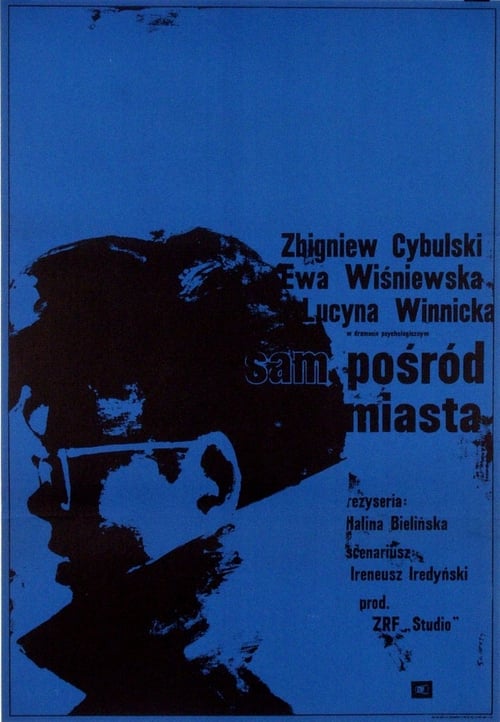 Zbigniew Cybulski
Ewa Wiśniewska
Lucyna Winnicka
w dramacie psychologicznym
sam pośród
miasta
reżyseria:
Halina Bielińska
scenariusz:
Ireneusz Iredyński
prod.
ZRF „Studio”